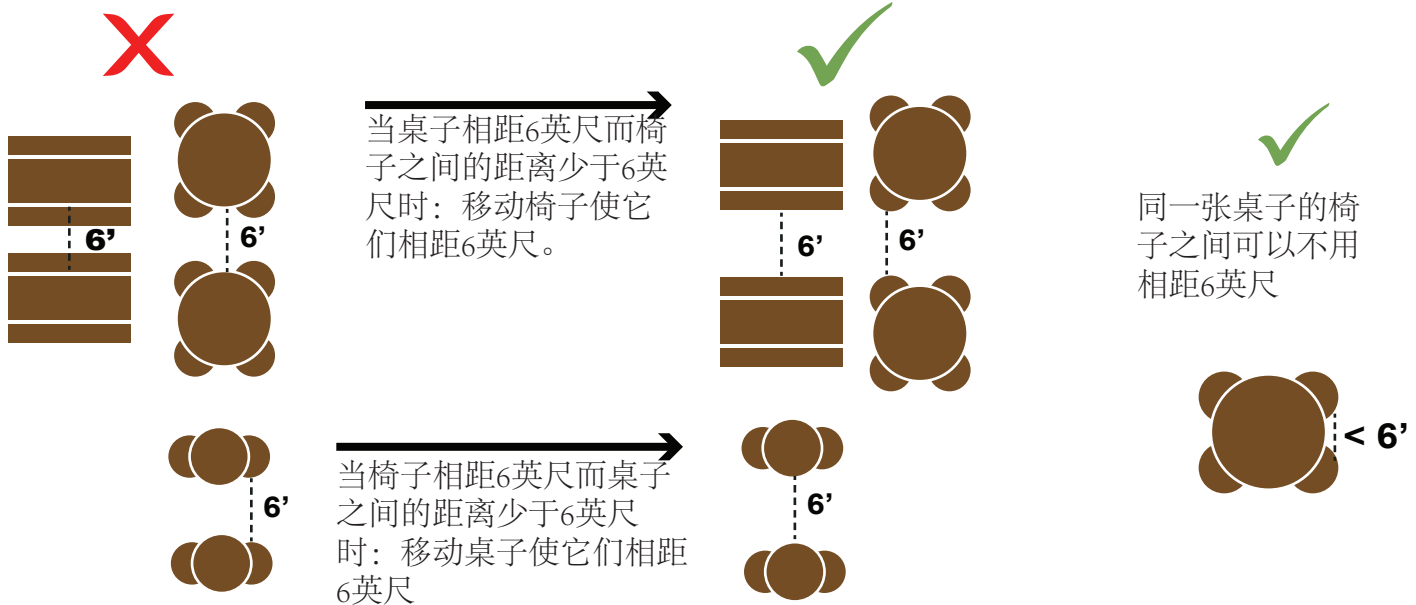 当桌子相距6英尺而椅
子之间的距离少于6英
尺时：移动椅子使它
们相距6英尺。
6’
6’
6’
6’
同一张桌子的椅
子之间可以不用
相距6英尺
< 6’
6’
当椅子相距6英尺而桌子
之间的距离少于6英尺
时：移动桌子使它们相距
6英尺
6’